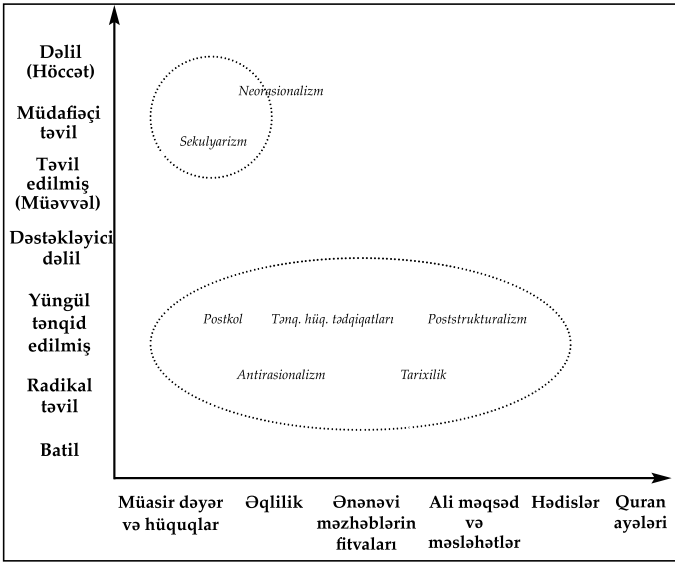 Dəlil
(Höccət)
Müdafiəçi
təvil
Təvil
edilmiş
(Müəvvəl)
Dəstəkləyici
dəlil
Yüngül
tənqid
edilmiş
Radikal
təvil
Batil
Neorasionalizm
Sekulyarizm
Postkol
Tənq. hüq. tədqiqatları
Poststrukturalizm
Antirasionalizm
Tarixilik
Müasir dəyər
və hüquqlar
Əqlilik
Ənənəvi
məzhəblərin
fitvaları
Ali məqsəd
və
məsləhətlər
Hədislər
Quran
ayələri